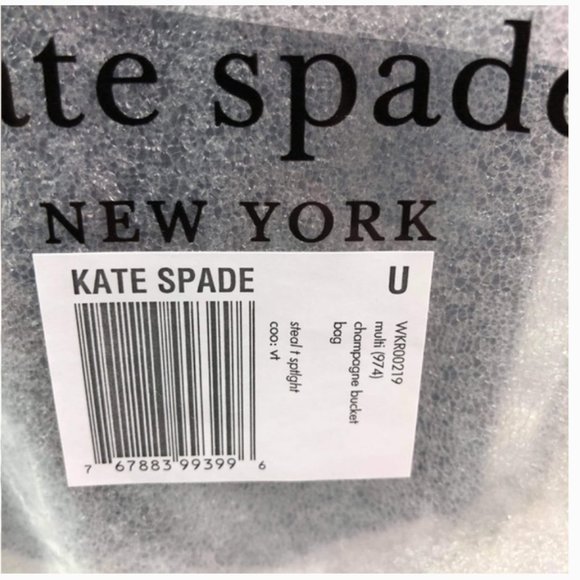 ate spade
NEW YORK
KATE SPADE
U
WKR00219
multi (974)
champagne bucket
bag
steal t sptlght
coo: vt
7 67883 99399 6